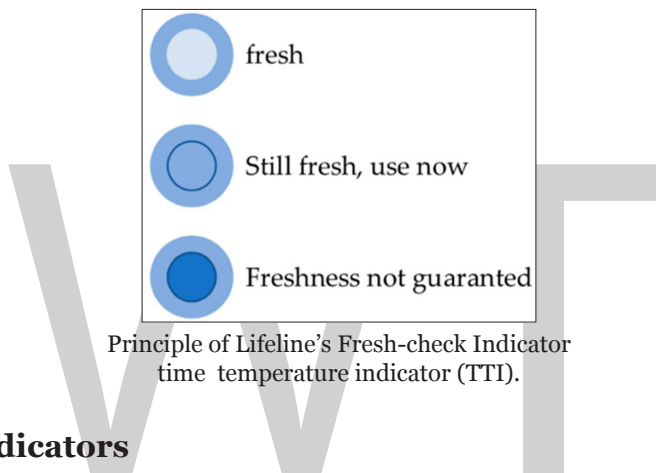 fresh
Still fresh, use now
Freshness not guaranted
Principle of Lifeline’s Fresh-check Indicator
time temperature indicator (TTI).
dicators